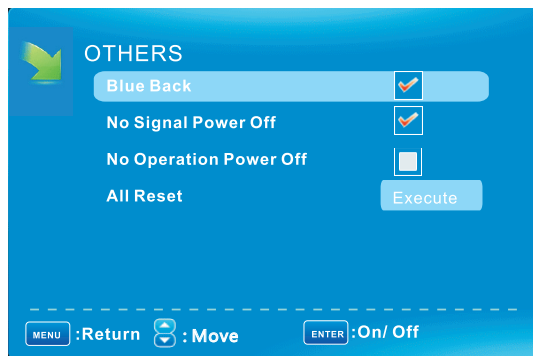 OTHERS
Blue Back
No Signal Power Off
No Operation Power Off
All Reset Execute
MENU :Return : Move ENTER :On/ Off